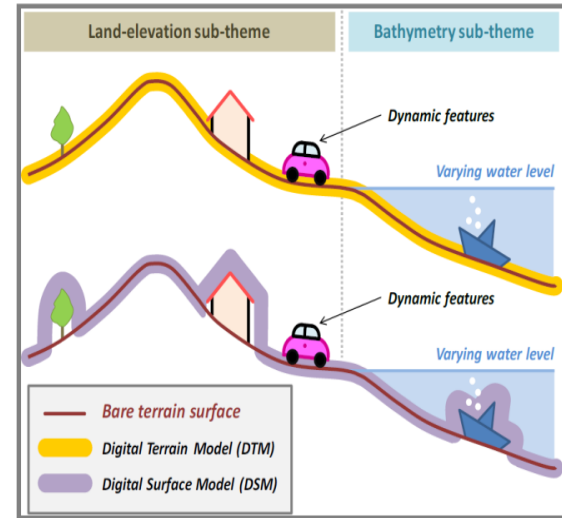 Land-elevation sub-theme
Bathymetry sub-theme
Dynamic features
Varying water level
Dynamic features
Varying water level
Bare terrain surface
Digital Terrain Model (DTM)
Digital Surface Model (DSM)